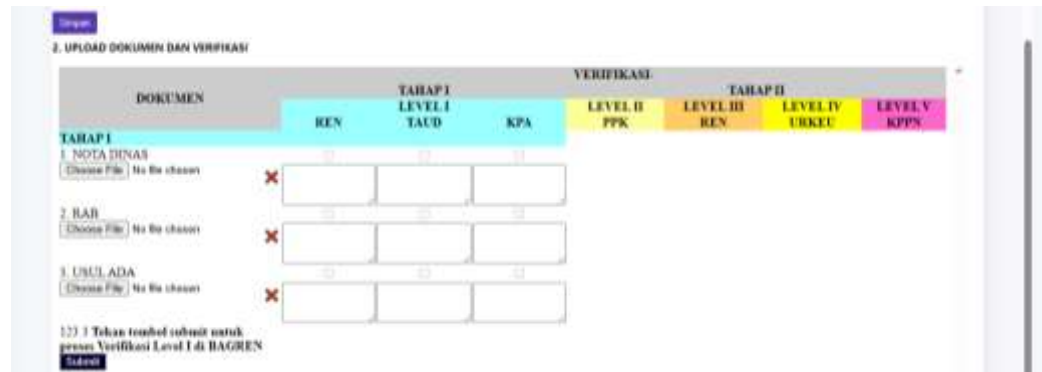 Simpan
2. UPLOAD DOKUMEN DAN VERIFIKASI
VERIFIKASI
DOKUMEN
TAHAP I
TAHAP II
LEVEL I
LEVEL II
LEVEL III
LEVEL IV
LEVEL V
REN
TAUD
KPA
PPK
REN
URKEU
KPPN
TAHAP I
1. NOTA DINAS
Choose File No file chosen
2. RAB
Choose File No file chosen
3. USUL ADA
Choose File No file chosen
123 3 Tekan tombol submit untuk
proses Verifikasi Level I di BAGREN
Submit